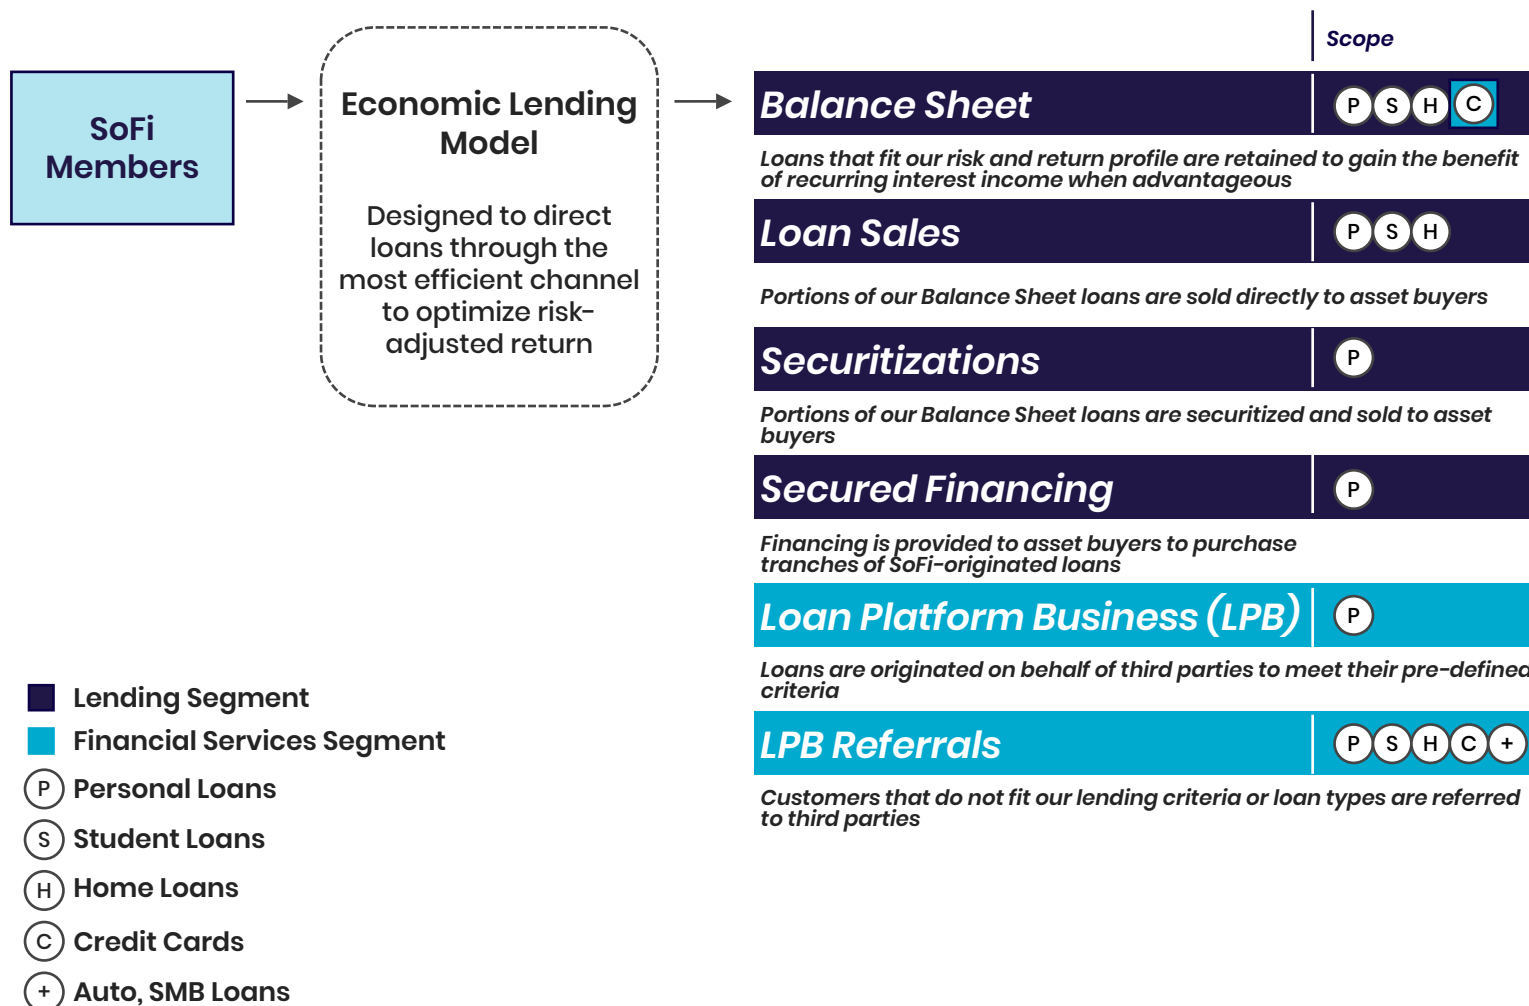 SoFi
Members
Economic Lending
Model
Designed to direct
loans through the
most efficient channel
to optimize risk-
adjusted return
Scope
Balance Sheet
P S H C
Loans that fit our risk and return profile are retained to gain the benefit
of recurring interest income when advantageous
Loan Sales
P S H
Portions of our Balance Sheet loans are sold directly to asset buyers
Securitizations
P
Portions of our Balance Sheet loans are securitized and sold to asset
buyers
Secured Financing
P
Financing is provided to asset buyers to purchase
tranches of SoFi-originated loans
Loan Platform Business (LPB)
P
Loans are originated on behalf of third parties to meet their pre-defined
criteria
LPB Referrals
P S H C +
Customers that do not fit our lending criteria or loan types are referred
to third parties
Lending Segment
Financial Services Segment
P Personal Loans
S Student Loans
H Home Loans
C Credit Cards
+ Auto, SMB Loans